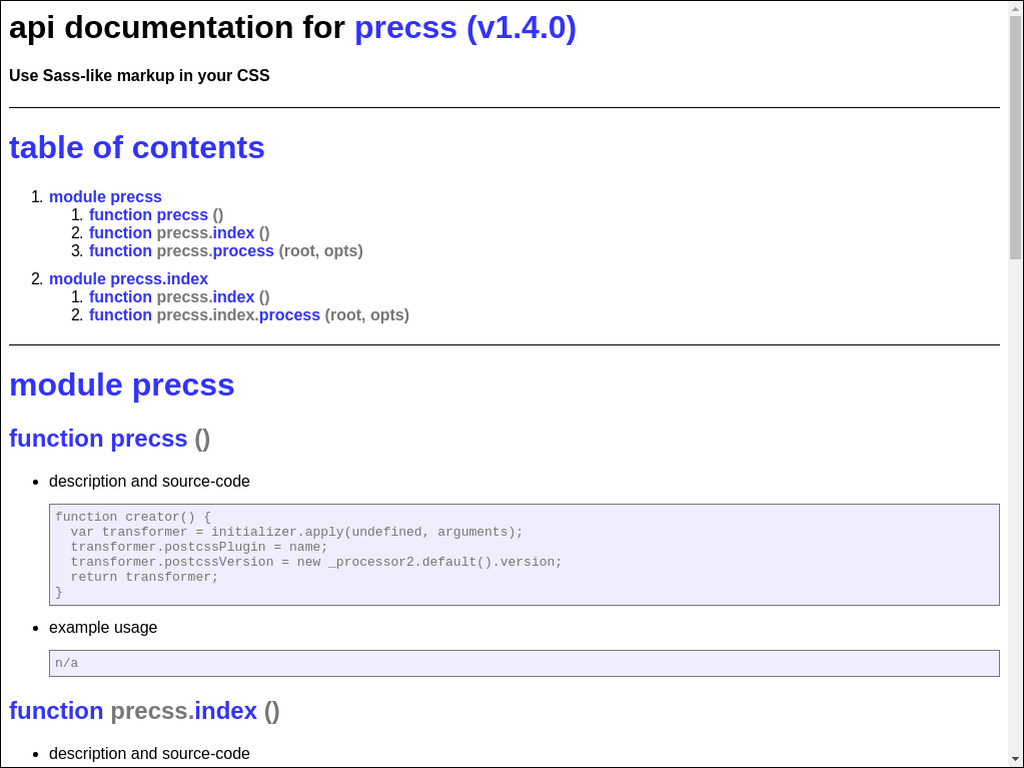 api documentation for precss (v1.4.0)
Use Sass-like markup in your CSS
table of contents
1. module precss
1. function precss ()
2. function precss.index ()
3. function precss.process (root, opts)
2. module precss.index
1. function precss.index ()
2. function precss.index.process (root, opts)
module precss
function precss ()
• description and source-code
function creator() {
  var transformer = initializer.apply(undefined, arguments);
  transformer.postcssPlugin = name;
  transformer.postcssVersion = new _processor2.default().version;
  return transformer;
}
• example usage
n/a
function precss.index ()
• description and source-code